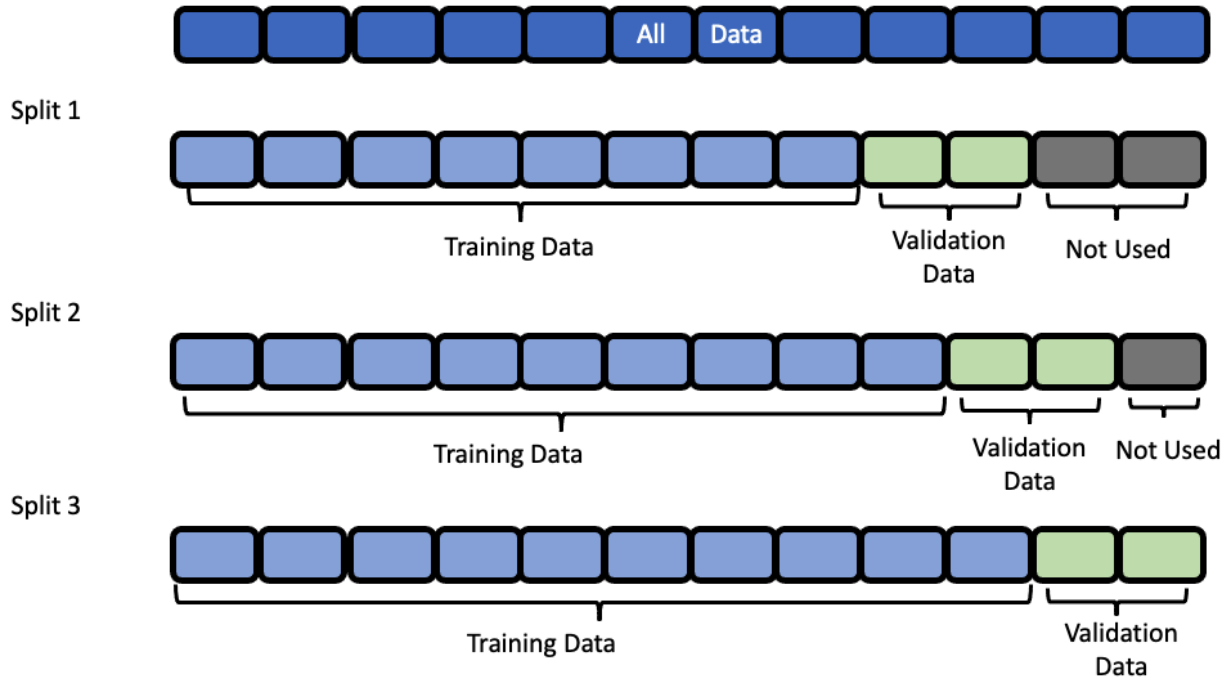 All Data
Split 1
Training Data
Validation
Data
Not Used
Split 2
Training Data
Validation
Data
Not Used
Split 3
Training Data
Validation
Data